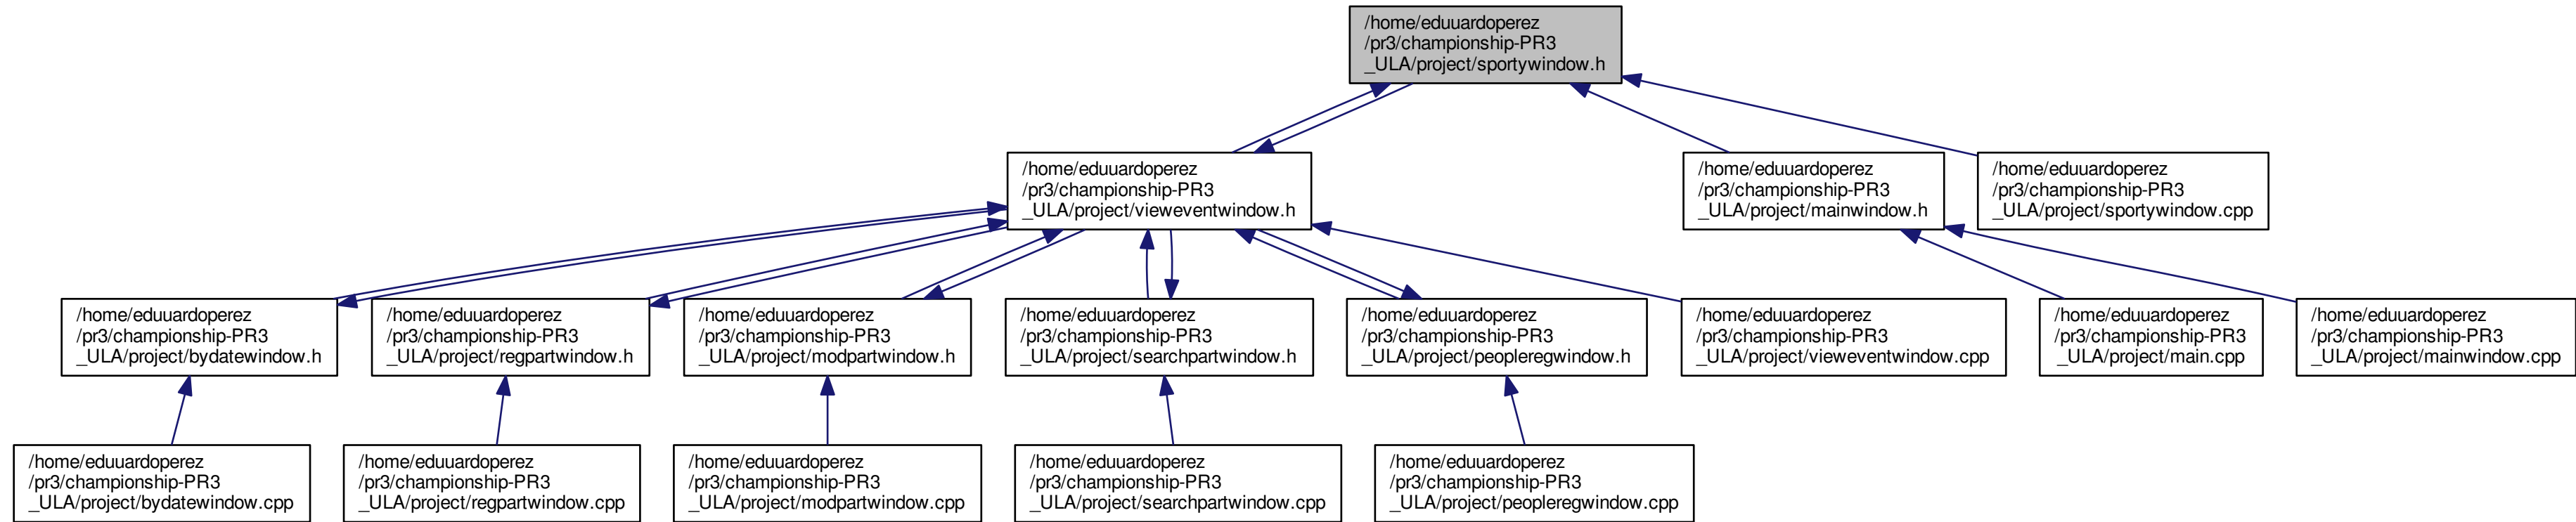 /home/eduuardoperez
/pr3/championship-PR3
_ULA/project/sportywindow.h
/home/eduuardoperez
/pr3/championship-PR3
_ULA/project/vieweventwindow.h
/home/eduuardoperez
/pr3/championship-PR3
_ULA/project/mainwindow.h
/home/eduuardoperez
/pr3/championship-PR3
_ULA/project/sportywindow.cpp
/home/eduuardoperez
/pr3/championship-PR3
_ULA/project/bydatewindow.h
/home/eduuardoperez
/pr3/championship-PR3
_ULA/project/regpartwindow.h
/home/eduuardoperez
/pr3/championship-PR3
_ULA/project/modpartwindow.h
/home/eduuardoperez
/pr3/championship-PR3
_ULA/project/searchpartwindow.h
/home/eduuardoperez
/pr3/championship-PR3
_ULA/project/peopleregwindow.h
/home/eduuardoperez
/pr3/championship-PR3
_ULA/project/vieweventwindow.cpp
/home/eduuardoperez
/pr3/championship-PR3
_ULA/project/main.cpp
/home/eduuardoperez
/pr3/championship-PR3
_ULA/project/mainwindow.cpp
/home/eduuardoperez
/pr3/championship-PR3
_ULA/project/bydatewindow.cpp
/home/eduuardoperez
/pr3/championship-PR3
_ULA/project/regpartwindow.cpp
/home/eduuardoperez
/pr3/championship-PR3
_ULA/project/modpartwindow.cpp
/home/eduuardoperez
/pr3/championship-PR3
_ULA/project/searchpartwindow.cpp
/home/eduuardoperez
/pr3/championship-PR3
_ULA/project/peopleregwindow.cpp